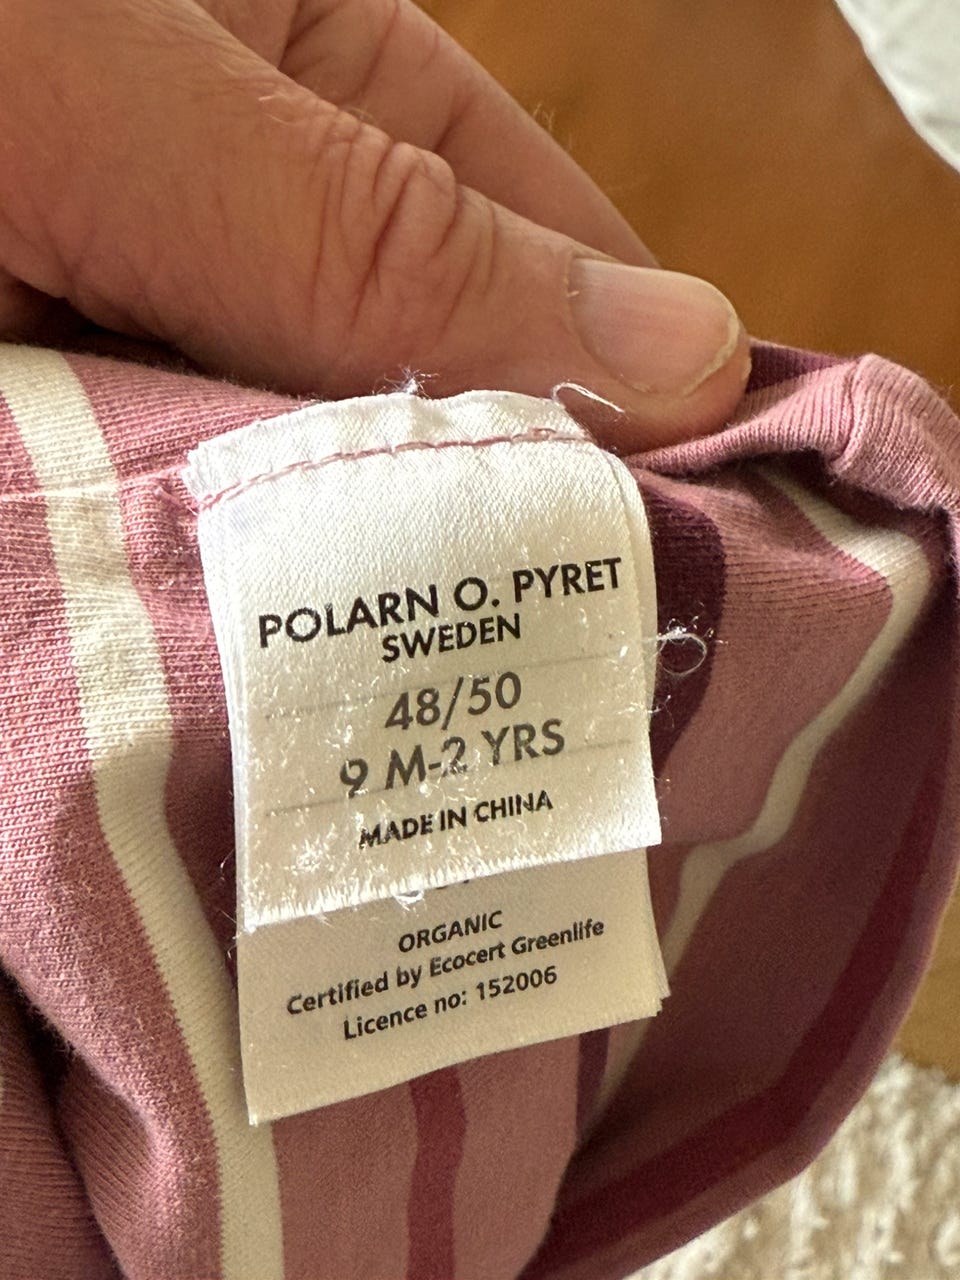 POLARN O. PYRET
SWEDEN
48/50
9 M-2 YRS
MADE IN CHINA
ORGANIC
Certified by Ecocert Greenlife
Licence no: 152006